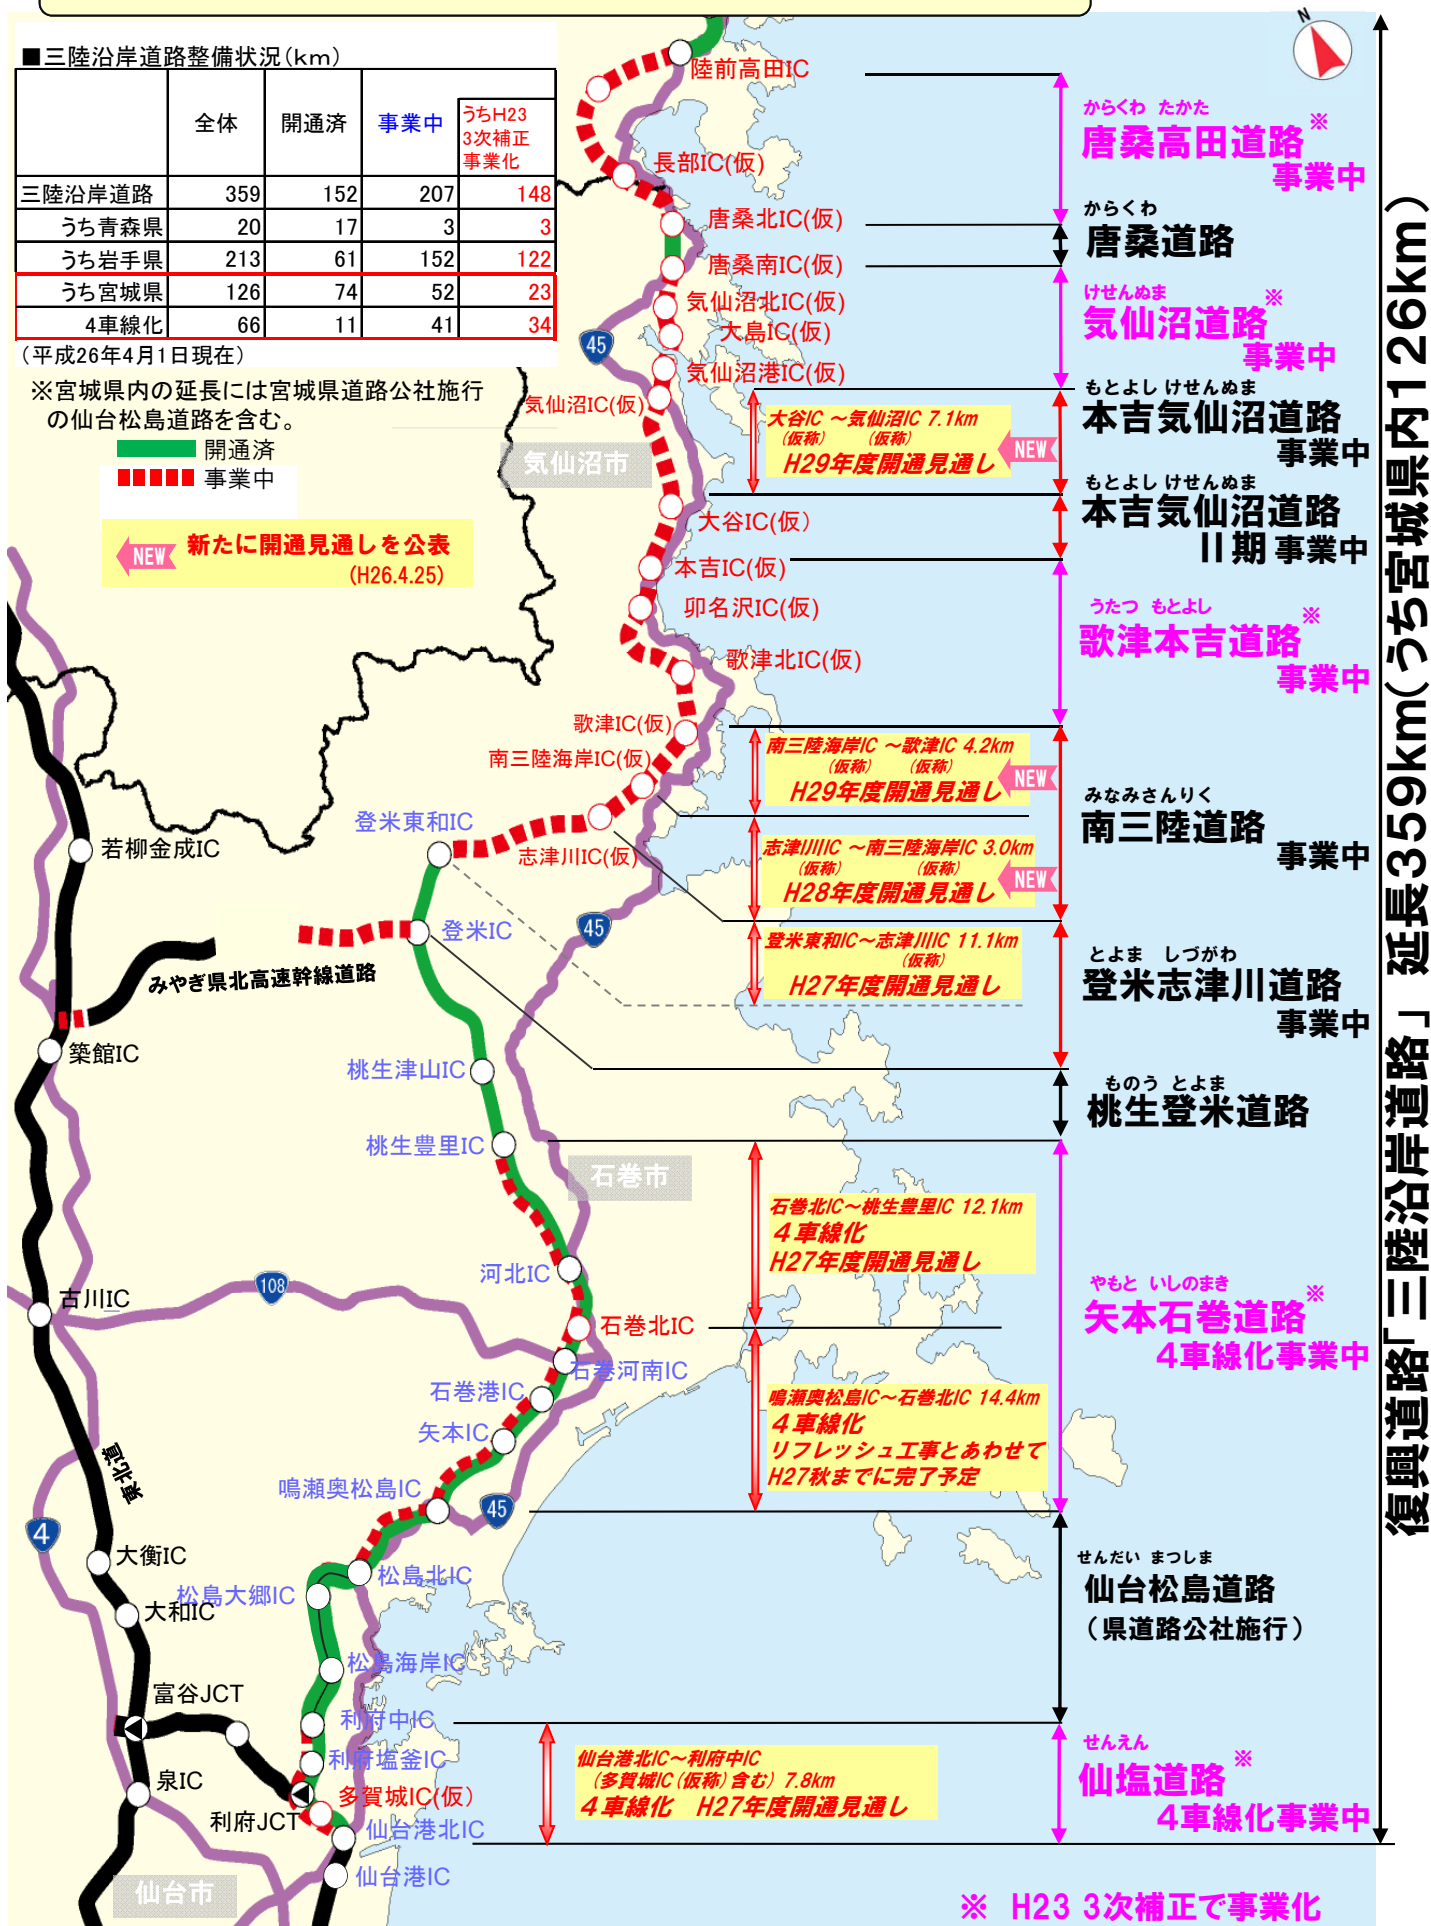 ■三陸沿岸道路整備状況(km)
全体 開通済 事業中 うちH23
3次補正
事業化
三陸沿岸道路 359 152 207 148
うち青森県 20 17 3 3
うち岩手県 213 61 152 122
うち宮城県 126 74 52 23
4車線化 66 11 41 34
(平成26年4月1日現在)
※宮城県内の延長には宮城県道路公社施行
の仙台松島道路を含む。
開通済
事業中
NEW 新たに開通見通しを公表
(H26.4.25)
N
陸前高田IC
長部IC(仮)
唐桑北IC(仮)
唐桑南IC(仮)
気仙沼北IC(仮)
大島IC(仮)
45
気仙沼港IC(仮)
気仙沼IC(仮)
気仙沼市
大谷IC(仮)
本吉IC(仮)
卯名沢IC(仮)
歌津北IC(仮)
歌津IC(仮)
南三陸海岸IC(仮)
登米東和IC
志津川IC(仮)
若柳金成IC
登米IC
45
みやぎ県北高速幹線道路
築館IC
桃生津山IC
桃生豊里IC
石巻市
河北IC
108
古川IC
石巻北IC
石巻河南IC
石巻港IC
矢本IC
東北道
鳴瀬奥松島IC
45
4
大衡IC
松島北IC
松島大郷IC
大和IC
松島海岸IC
富谷JCT
利府中IC
利府塩釜IC
泉IC
多賀城IC(仮)
利府JCT
仙台港北IC
仙台港IC
仙台市
大谷IC ～気仙沼IC 7.1km
(仮称) (仮称)
H29年度開通見通し
NEW
南三陸海岸IC ～歌津IC 4.2km
(仮称) (仮称)
H29年度開通見通し
NEW
志津川IC ～南三陸海岸IC 3.0km
(仮称) (仮称)
H28年度開通見通し
NEW
登米東和IC～志津川IC 11.1km
(仮称)
H27年度開通見通し
石巻北IC～桃生豊里IC 12.1km
４車線化
H27年度開通見通し
鳴瀬奥松島IC～石巻北IC 14.4km
４車線化
リフレッシュ工事とあわせて
H27秋までに完了予定
仙台港北IC～利府中IC
(多賀城IC(仮称)含む) 7.8km
４車線化 H27年度開通見通し
からくわ たかた
唐桑高田道路※
事業中
からくわ
唐桑道路
けせんぬま
気仙沼道路※
事業中
もとよし けせんぬま
本吉気仙沼道路
事業中
もとよし けせんぬま
本吉気仙沼道路
II期 事業中
うたつ もとよし
歌津本吉道路※
事業中
みなみさんりく
南三陸道路
事業中
とよま しづがわ
登米志津川道路
事業中
ものう とよま
桃生登米道路
やもと いしのまき
矢本石巻道路※
4車線化事業中
せんだい まつしま
仙台松島道路
(県道路公社施行)
せんえん
仙塩道路※
4車線化事業中
※ H23 3次補正で事業化
復興道路「三陸沿岸道路」 延長359km(うち宮城県内126km)